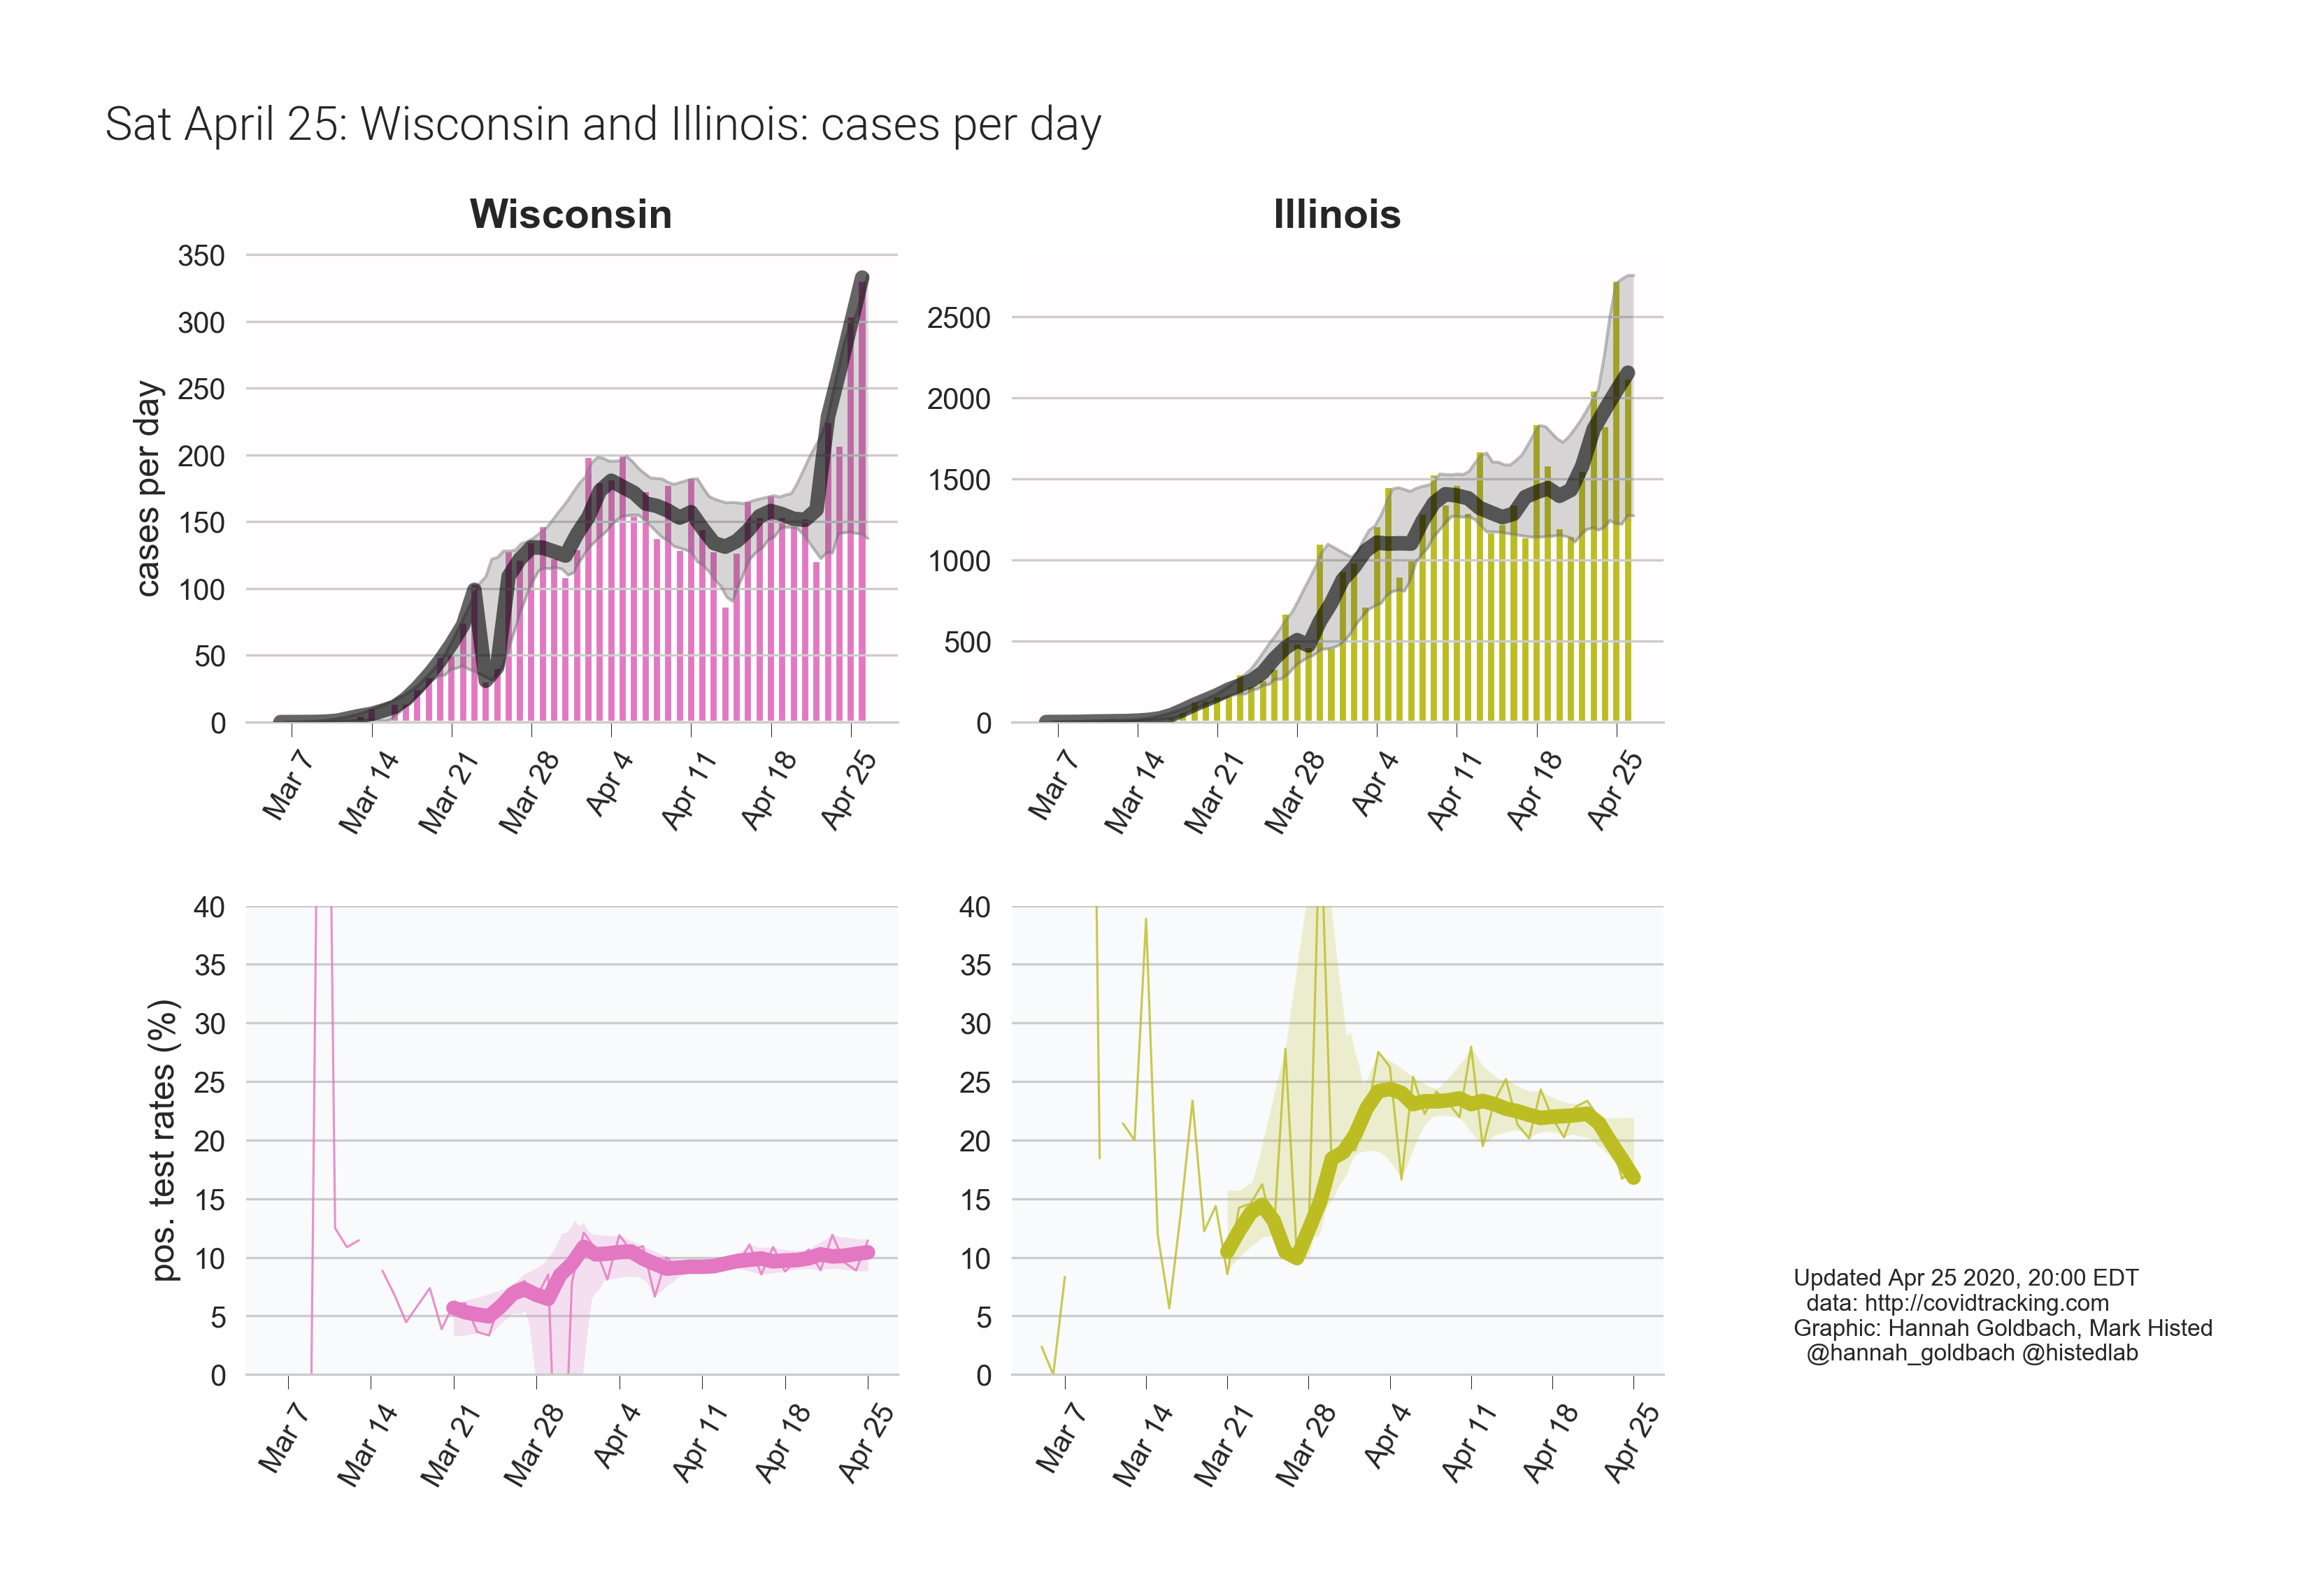 Sat April 25: Wisconsin and Illinois: cases per day
Wisconsin
350
300
250
200
150
100
50
0
cases per day
Mar 7
Mar 14
Mar 21
Mar 28
Apr 4
Apr 11
Apr 18
Apr 25
Illinois
2500
2000
1500
1000
500
0
Mar 7
Mar 14
Mar 21
Mar 28
Apr 4
Apr 11
Apr 18
Apr 25
40
35
30
25
20
15
10
5
0
pos. test rates (%)
Mar 7
Mar 14
Mar 21
Mar 28
Apr 4
Apr 11
Apr 18
Apr 25
40
35
30
25
20
15
10
5
0
Mar 7
Mar 14
Mar 21
Mar 28
Apr 4
Apr 11
Apr 18
Apr 25
Updated Apr 25 2020, 20:00 EDT
data: http://covidtracking.com
Graphic: Hannah Goldbach, Mark Histed
@hannah_goldbach @histedlab